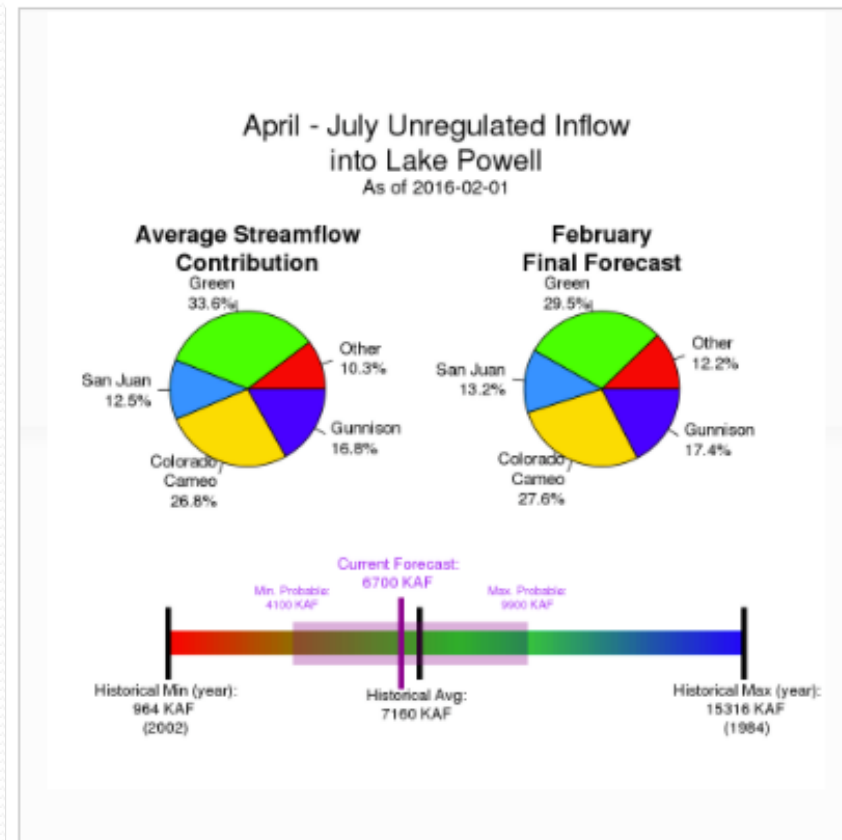 April - July Unregulated Inflow
into Lake Powell
As of 2016-02-01
Average Streamflow
Contribution
Green
33.6%
Other
10.3%
San Juan
12.5%
Gunnison
16.8%
Colorado
Cameo
26.8%
February
Final Forecast
Green
29.5%
Other
12.2%
San Juan
13.2%
Gunnison
17.4%
Colorado
Cameo
27.6%
Current Forecast:
6700 KAF
Min. Probable:
4100 KAF
Max. Probable:
9900 KAF
Historical Min (year):
964 KAF
(2002)
Historical Avg:
7160 KAF
Historical Max (year):
15316 KAF
(1984)